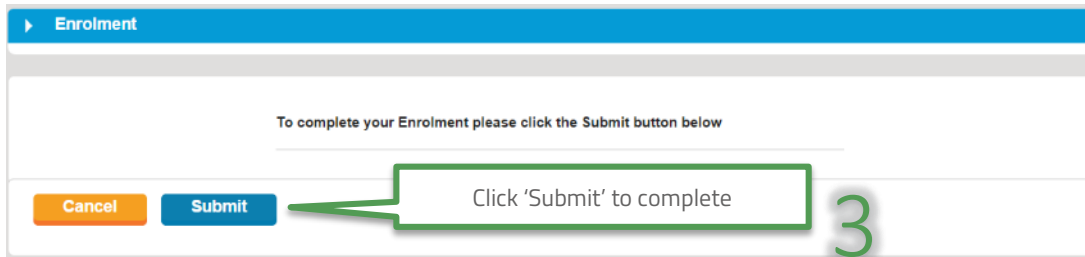 Enrolment
To complete your Enrolment please click the Submit button below
Cancel Submit
Click ‘Submit’ to complete
3